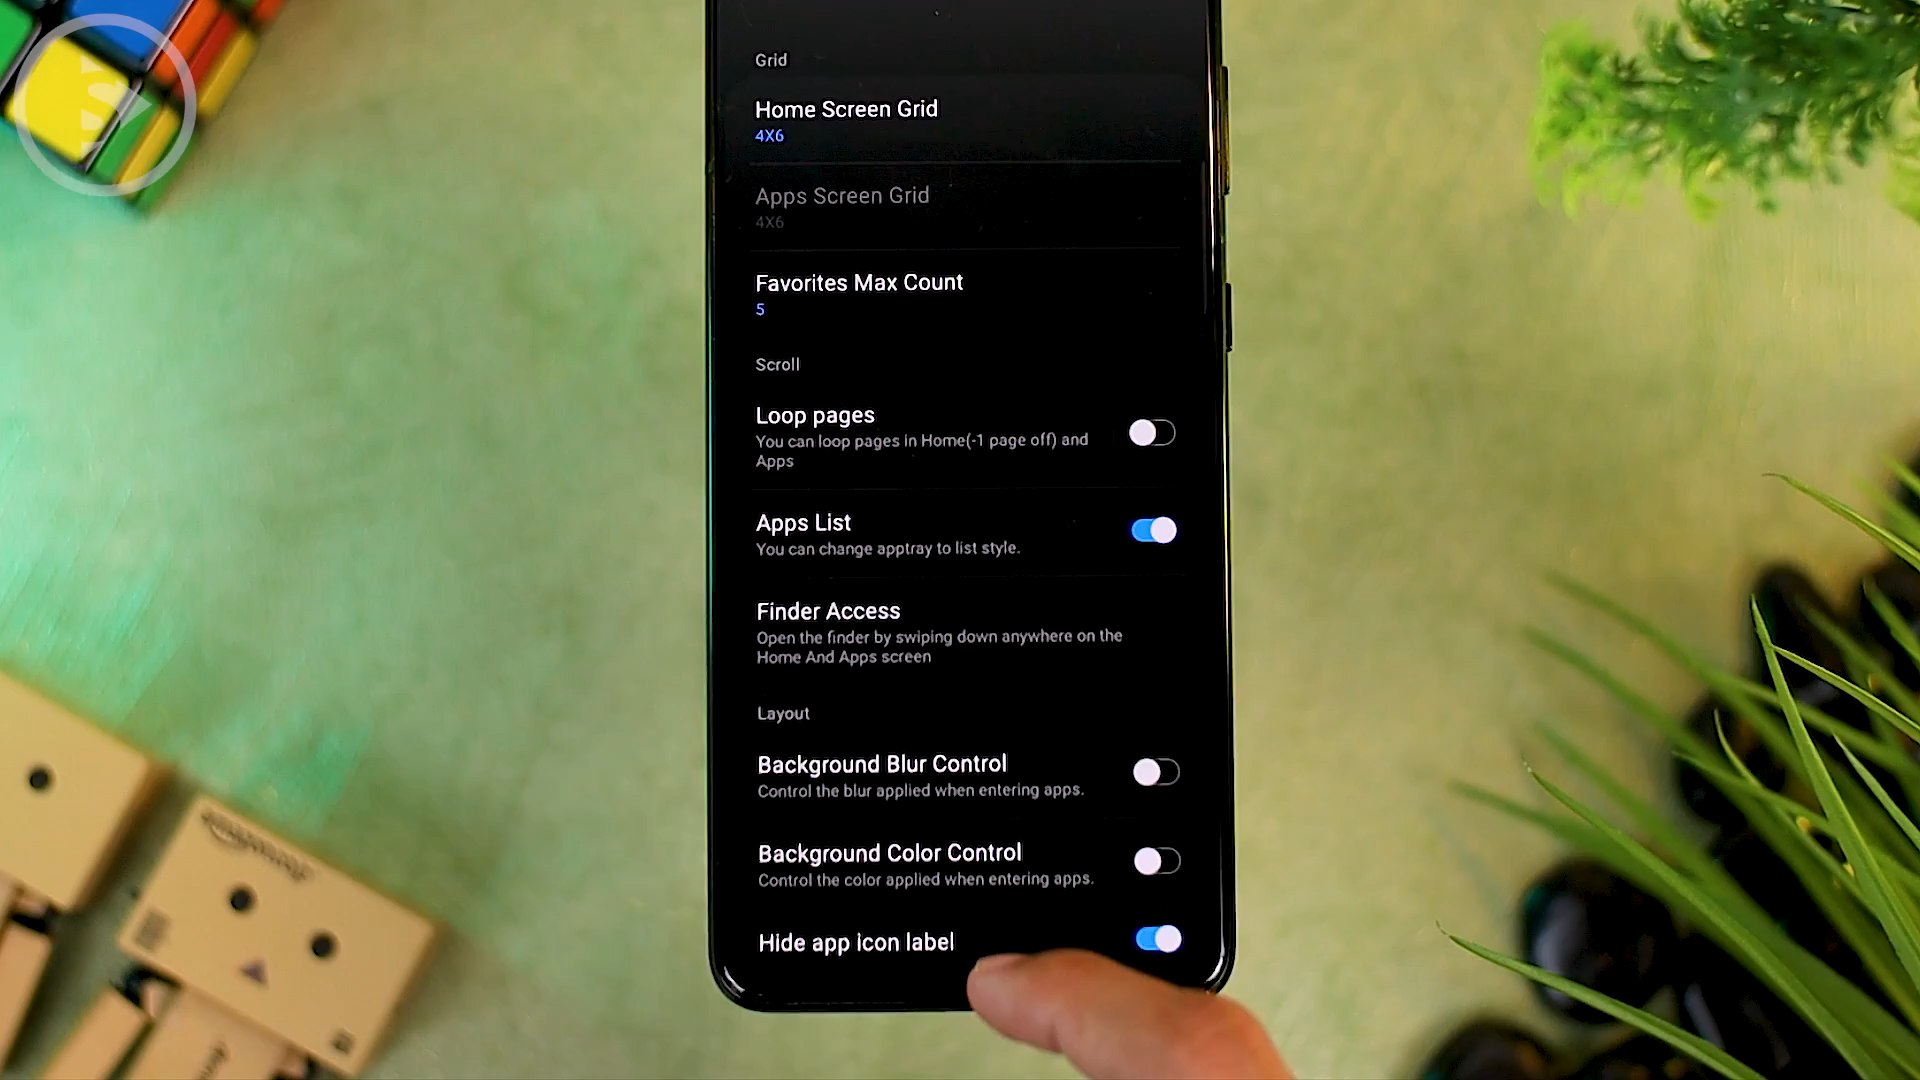 Grid
Home Screen Grid
4X6
Apps Screen Grid
4X6
Favorites Max Count
5
Scroll
Loop pages
You can loop pages in Home(-1 page off) and
Apps
Apps List
You can change apptray to list style.
Finder Access
Open the finder by swiping down anywhere on the
Home And Apps screen
Layout
Background Blur Control
Control the blur applied when entering apps.
Background Color Control
Control the color applied when entering apps.
Hide app icon label